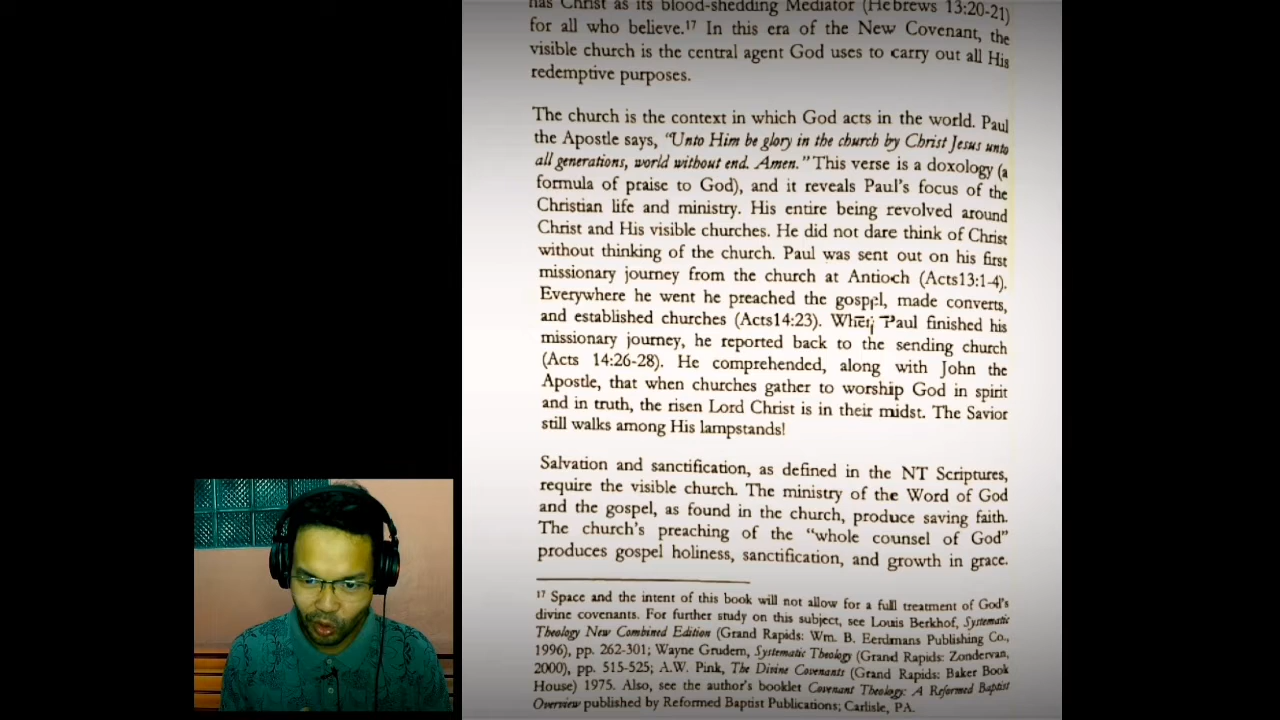 has Christ as its blood-shedding Mediator (Hebrews 13:20-21)
for all who believe.¹⁷ In this era of the New Covenant, the
visible church is the central agent God uses to carry out all His
redemptive purposes.
The church is the context in which God acts in the world. Paul
the Apostle says, "Unto Him be glory in the church by Christ Jesus unto
all generations, world without end. Amen." This verse is a doxology (a
formula of praise to God), and it reveals Paul's focus of the
Christian life and ministry. His entire being revolved around
Christ and His visible churches. He did not dare think of Christ
without thinking of the church. Paul was sent out on his first
missionary journey from the church at Antioch (Acts13:1-4).
Everywhere he went he preached the gospel, made converts,
and established churches (Acts14:23). When Paul finished his
missionary journey, he reported back to the sending church
(Acts 14:26-28). He comprehended, along with John the
Apostle, that when churches gather to worship God in spirit
and in truth, the risen Lord Christ is in their midst. The Savior
still walks among His lampstands!
Salvation and sanctification, as defined in the NT Scriptures,
require the visible church. The ministry of the Word of God
and the gospel, as found in the church, produce saving faith.
The church's preaching of the "whole counsel of God"
produces gospel holiness, sanctification, and growth in grace.
¹⁷ Space and the intent of this book will not allow for a full treatment of God's
divine covenants. For further study on this subject, see Louis Berkhof, Systematic
Theology New Combined Edition (Grand Rapids: Wm. B. Eerdmans Publishing Co.,
1996), pp. 262-301; Wayne Grudem, Systematic Theology (Grand Rapids: Zondervan,
2000), pp. 515-525; A.W. Pink, The Divine Covenants (Grand Rapids: Baker Book
House) 1975. Also, see the author's booklet Covenant Theology: A Reformed Baptist
Overview published by Reformed Baptist Publications; Carlisle, PA.